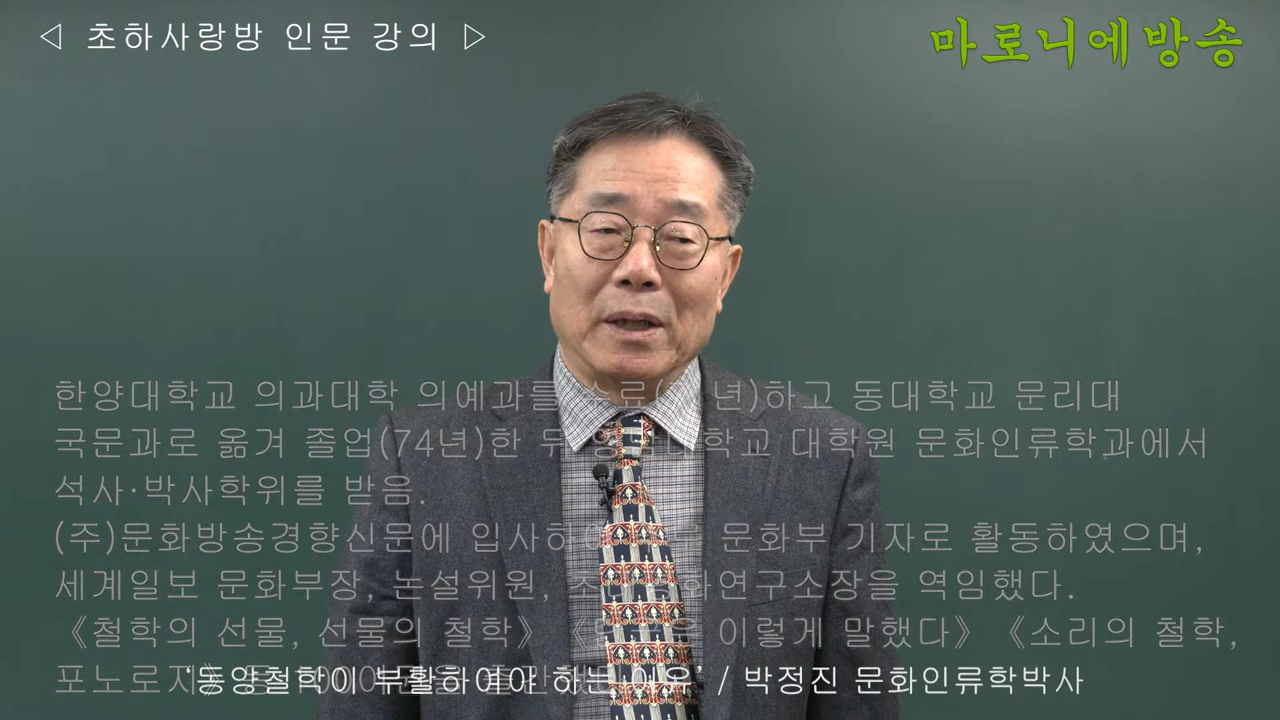 ◁ 초하사랑방 인문 강의 ▷
마로니에방송
한양대학교 의과대학 의예과를 수료( 년)하고 동대학교 문리대
국문과로 옮겨 졸업(74년)한 대학교 대학원 문화인류학과에서
석사·박사학위를 받음.
(주)문화방송경향신문에 문화부 기자로 활동하였으며,
세계일보 문화부장, 논설위원, 소장을 역임했다.
《철학의 선물, 선물의 철학》 이렇게 말했다》 《소리의 철학,
포노로지》
‘동양철학이 부활하여야 하는 이유’ / 박정진 문화인류학박사